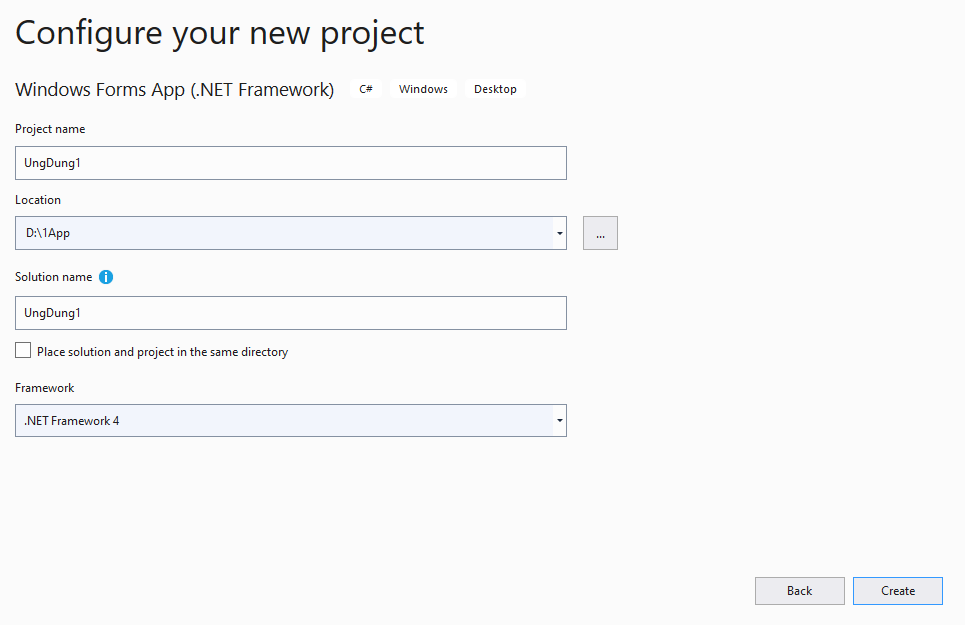 Configure your new project
Windows Forms App (.NET Framework) C# Windows Desktop
Project name
UngDung1
Location
D:\1App
...
Solution name
UngDung1
Place solution and project in the same directory
Framework
.NET Framework 4
Back Create